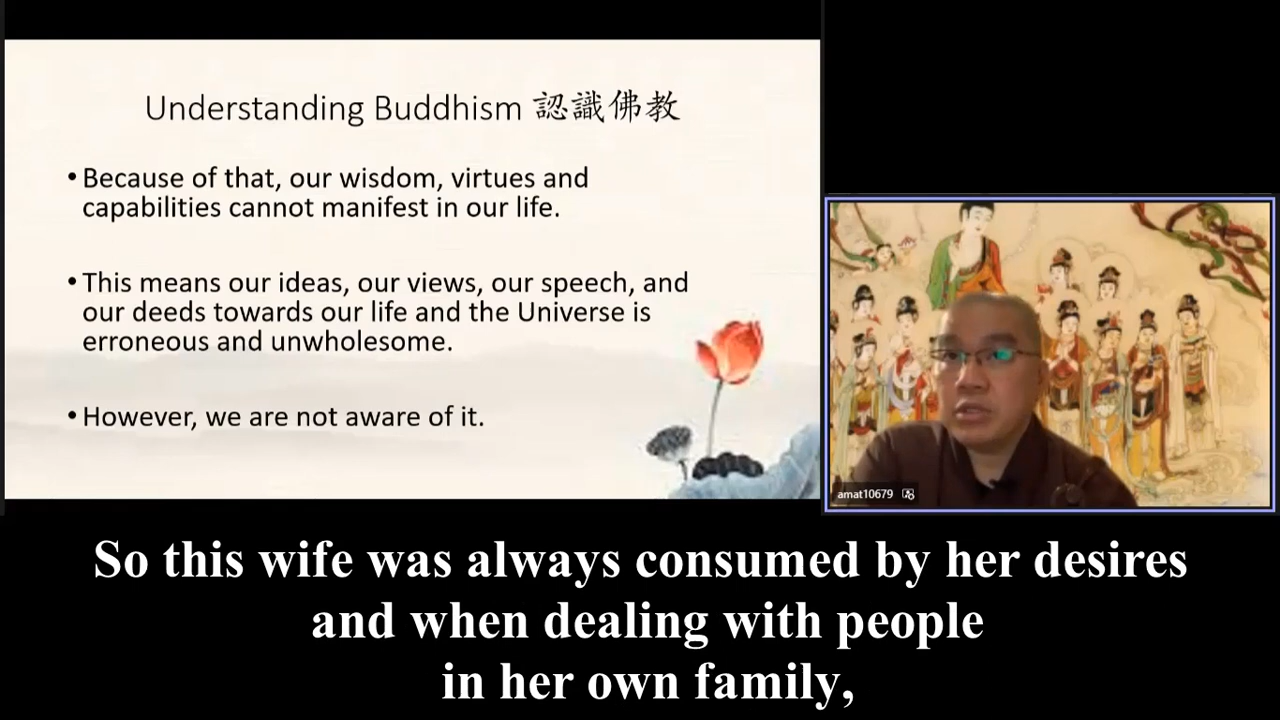 Understanding Buddhism 認識佛教
• Because of that, our wisdom, virtues and
capabilities cannot manifest in our life.
• This means our ideas, our views, our speech, and
our deeds towards our life and the Universe is
erroneous and unwholesome.
• However, we are not aware of it.
amat10679
So this wife was always consumed by her desires
and when dealing with people
in her own family,